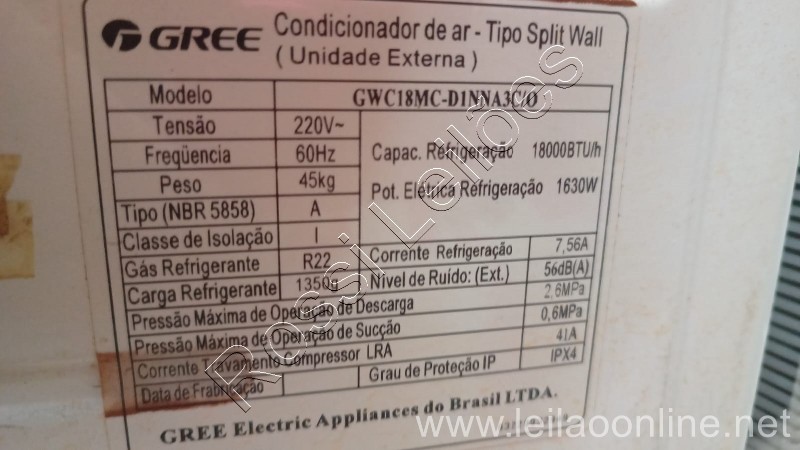 GREE Condicionador de ar - Tipo Split Wall
( Unidade Externa )
Modelo GWC18MC-D1NNA3C/O
Tensão 220V~
Freqüencia 60Hz Capac. Refrigeração 18000BTU/h
Peso 45kg Pot. Elétrica Refrigeração 1630W
Tipo (NBR 5858) A
Classe de Isolação I Corrente Refrigeração 7,56A
Gás Refrigerante R22 Nível de Ruído: (Ext.) 56dB(A)
Carga Refrigerante 1350g
Pressão Máxima de Operação de Descarga 2,6MPa
Pressão Máxima de Operação de Sucção 0,6MPa
Corrente Travamento Compressor LRA 41A
Data de Fabricação Grau de Proteção IP IPX4
GREE Electric Appliances do Brasil LTDA.
Rossi Leilões
www.leilaoonline.net